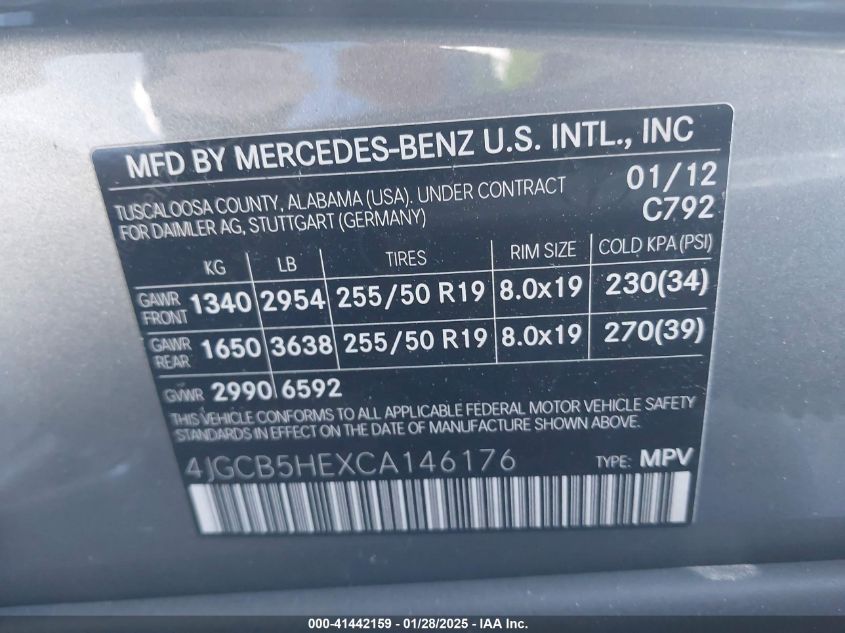 MFD BY MERCEDES-BENZ U.S. INTL., INC
TUSCALOOSA COUNTY, ALABAMA (USA). UNDER CONTRACT 01/12
FOR DAIMLER AG, STUTTGART (GERMANY) C792
KG LB TIRES RIM SIZE COLD KPA (PSI)
GAWR FRONT 1340 2954 255/50 R19 8.0x19 230(34)
GAWR REAR 1650 3638 255/50 R19 8.0x19 270(39)
GVWR 2990 6592
THIS VEHICLE CONFORMS TO ALL APPLICABLE FEDERAL MOTOR VEHICLE SAFETY
STANDARDS IN EFFECT ON THE DATE OF MANUFACTURE SHOWN ABOVE.
4JGCB5HEXCA146176 TYPE: MPV
000-41442159 - 01/28/2025 - IAA Inc.